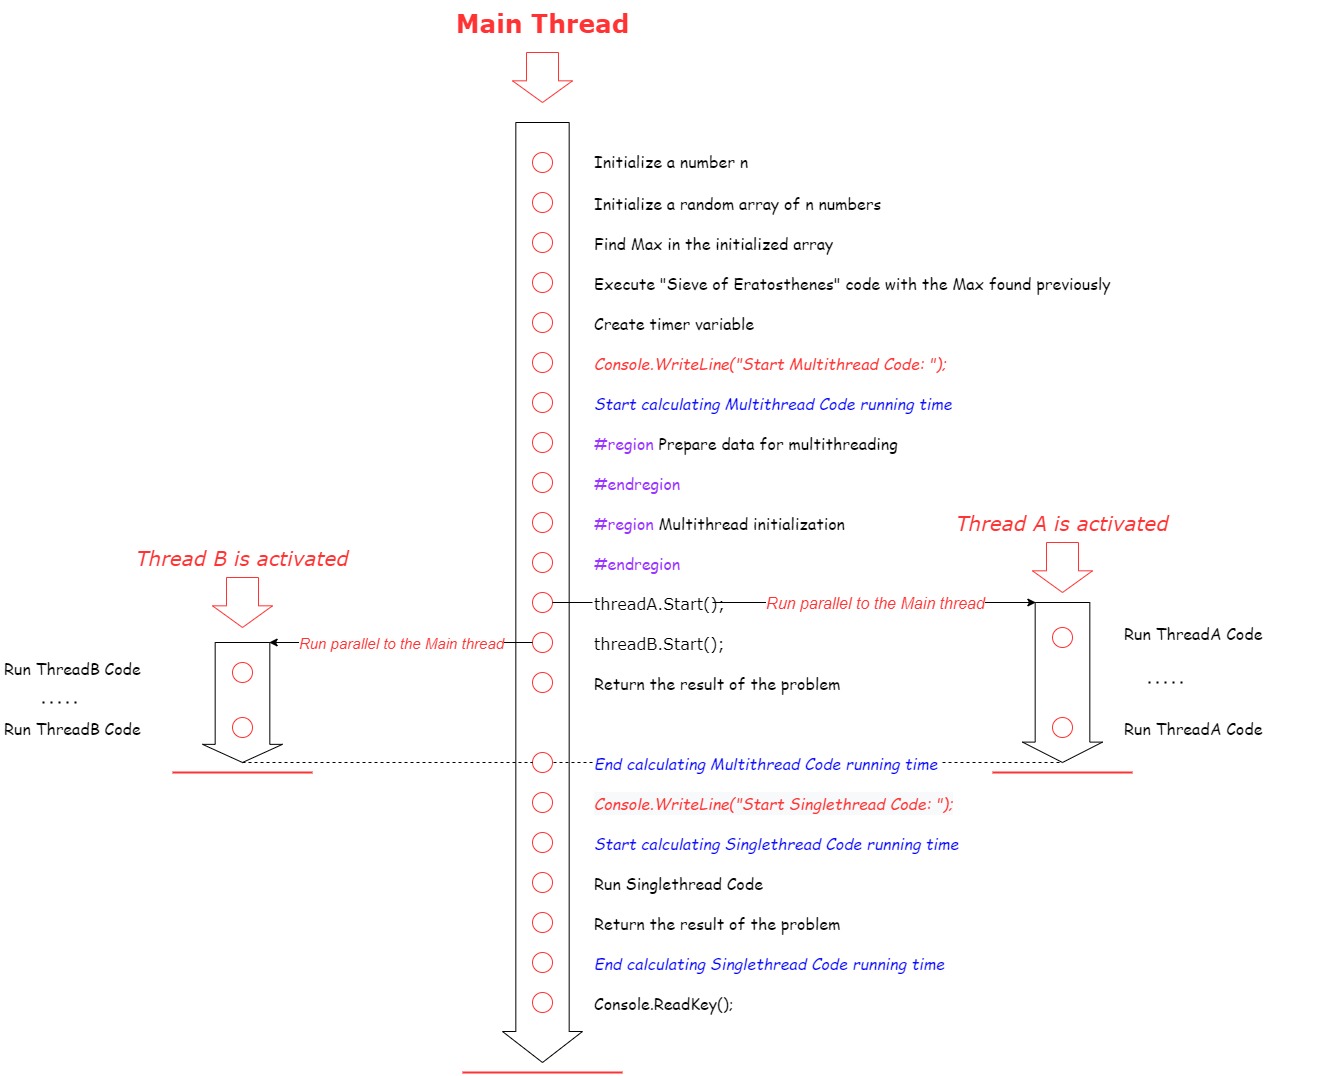 Main Thread
Initialize a number n
Initialize a random array of n numbers
Find Max in the initialized array
Execute "Sieve of Eratosthenes" code with the Max found previously
Create timer variable
Console.WriteLine("Start Multithread Code: ");
Start calculating Multithread Code running time
#region Prepare data for multithreading
#endregion
#region Multithread initialization
Thread A is activated
Thread B is activated
#endregion
threadA.Start();
Run parallel to the Main thread
Run ThreadA Code
Run parallel to the Main thread
threadB.Start();
Run ThreadB Code
Return the result of the problem
.....
.....
Run ThreadB Code
Run ThreadA Code
End calculating Multithread Code running time
Console.WriteLine("Start Singlethread Code: ");
Start calculating Singlethread Code running time
Run Singlethread Code
Return the result of the problem
End calculating Singlethread Code running time
Console.ReadKey();